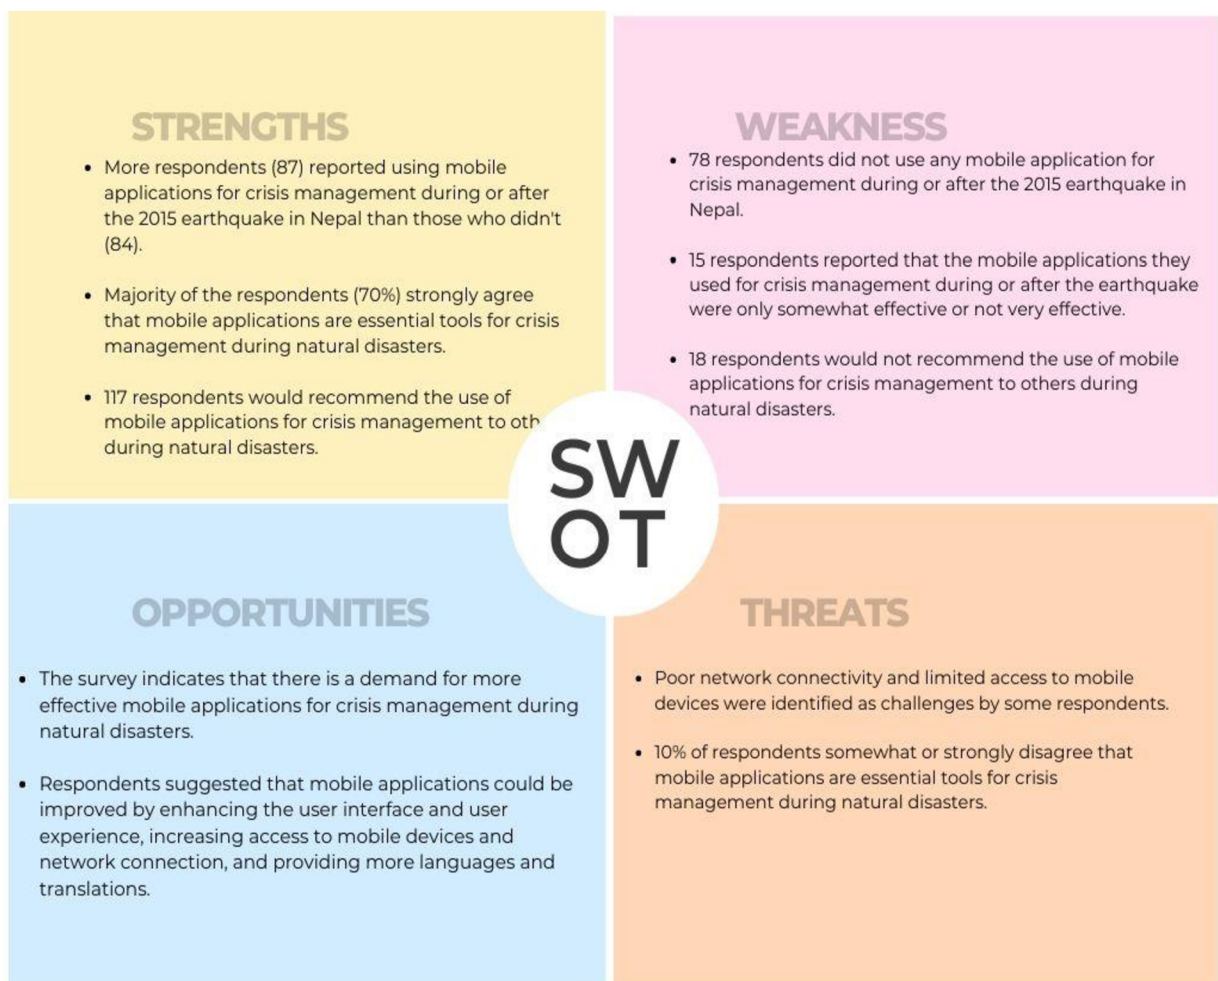 STRENGTHS
• More respondents (87) reported using mobile
applications for crisis management during or after
the 2015 earthquake in Nepal than those who didn't
(84).
• Majority of the respondents (70%) strongly agree
that mobile applications are essential tools for crisis
management during natural disasters.
• 117 respondents would recommend the use of
mobile applications for crisis management to oth
during natural disasters.
WEAKNESS
• 78 respondents did not use any mobile application for
crisis management during or after the 2015 earthquake in
Nepal.
• 15 respondents reported that the mobile applications they
used for crisis management during or after the earthquake
were only somewhat effective or not very effective.
• 18 respondents would not recommend the use of mobile
applications for crisis management to others during
natural disasters.
SW
OT
OPPORTUNITIES
• The survey indicates that there is a demand for more
effective mobile applications for crisis management during
natural disasters.
• Respondents suggested that mobile applications could be
improved by enhancing the user interface and user
experience, increasing access to mobile devices and
network connection, and providing more languages and
translations.
THREATS
• Poor network connectivity and limited access to mobile
devices were identified as challenges by some respondents.
• 10% of respondents somewhat or strongly disagree that
mobile applications are essential tools for crisis
management during natural disasters.